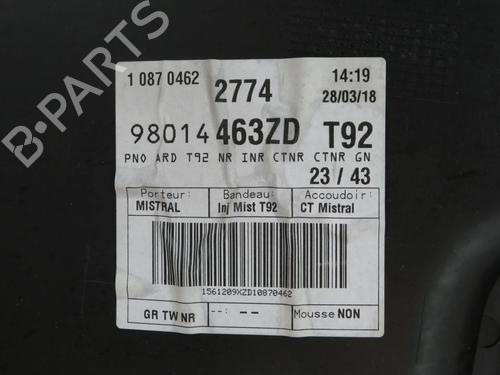 B-PARTS
1 087 0462
2774
14:19
28/03/18
98014 463ZD T92
PNO ARD T92 NR INR CTNR CTNR GN
23 / 43
Porteur: Bandeau: Accoudoir:
MISTRAL Inj Mist T92 CT Mistral
1561209XZD10870462
GR TW NR --: -- Mousse NON